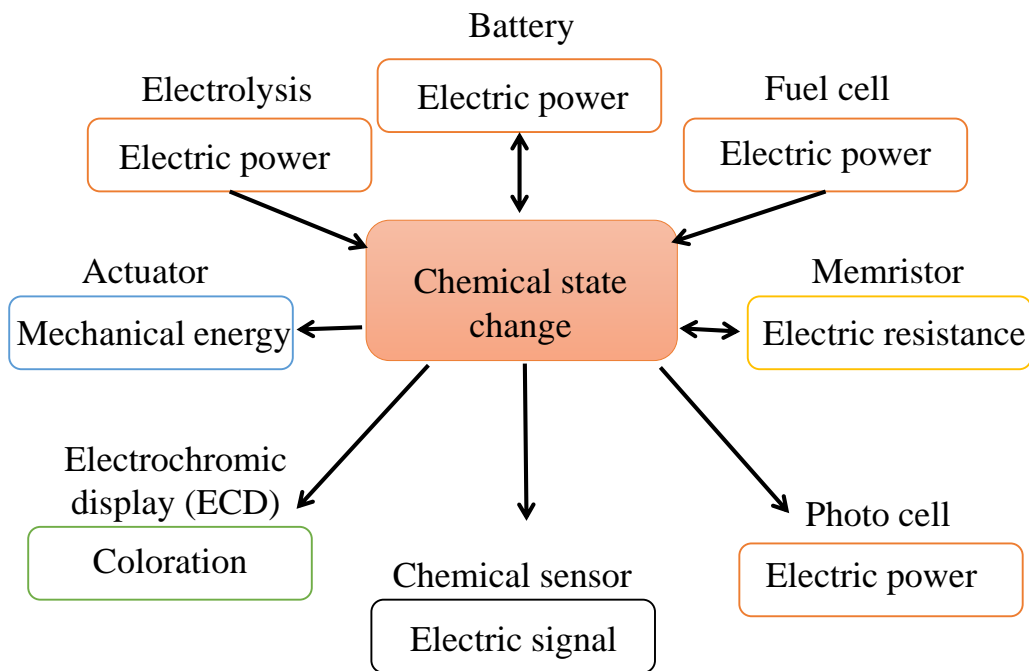 Battery
Electric power
Electrolysis
Electric power
Fuel cell
Electric power
Chemical state
change
Actuator
Mechanical energy
Memristor
Electric resistance
Electrochromic
display (ECD)
Coloration
Chemical sensor
Electric signal
Photo cell
Electric power